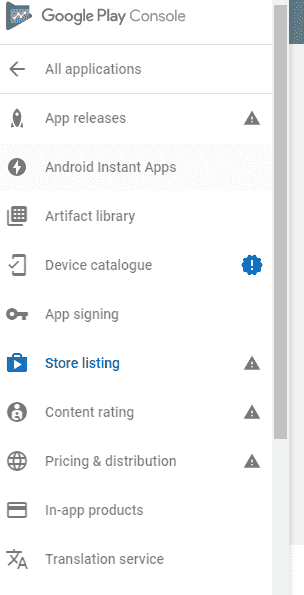 Google Play Console
All applications
App releases
Android Instant Apps
Artifact library
Device catalogue
App signing
Store listing
Content rating
Pricing & distribution
In-app products
Translation service